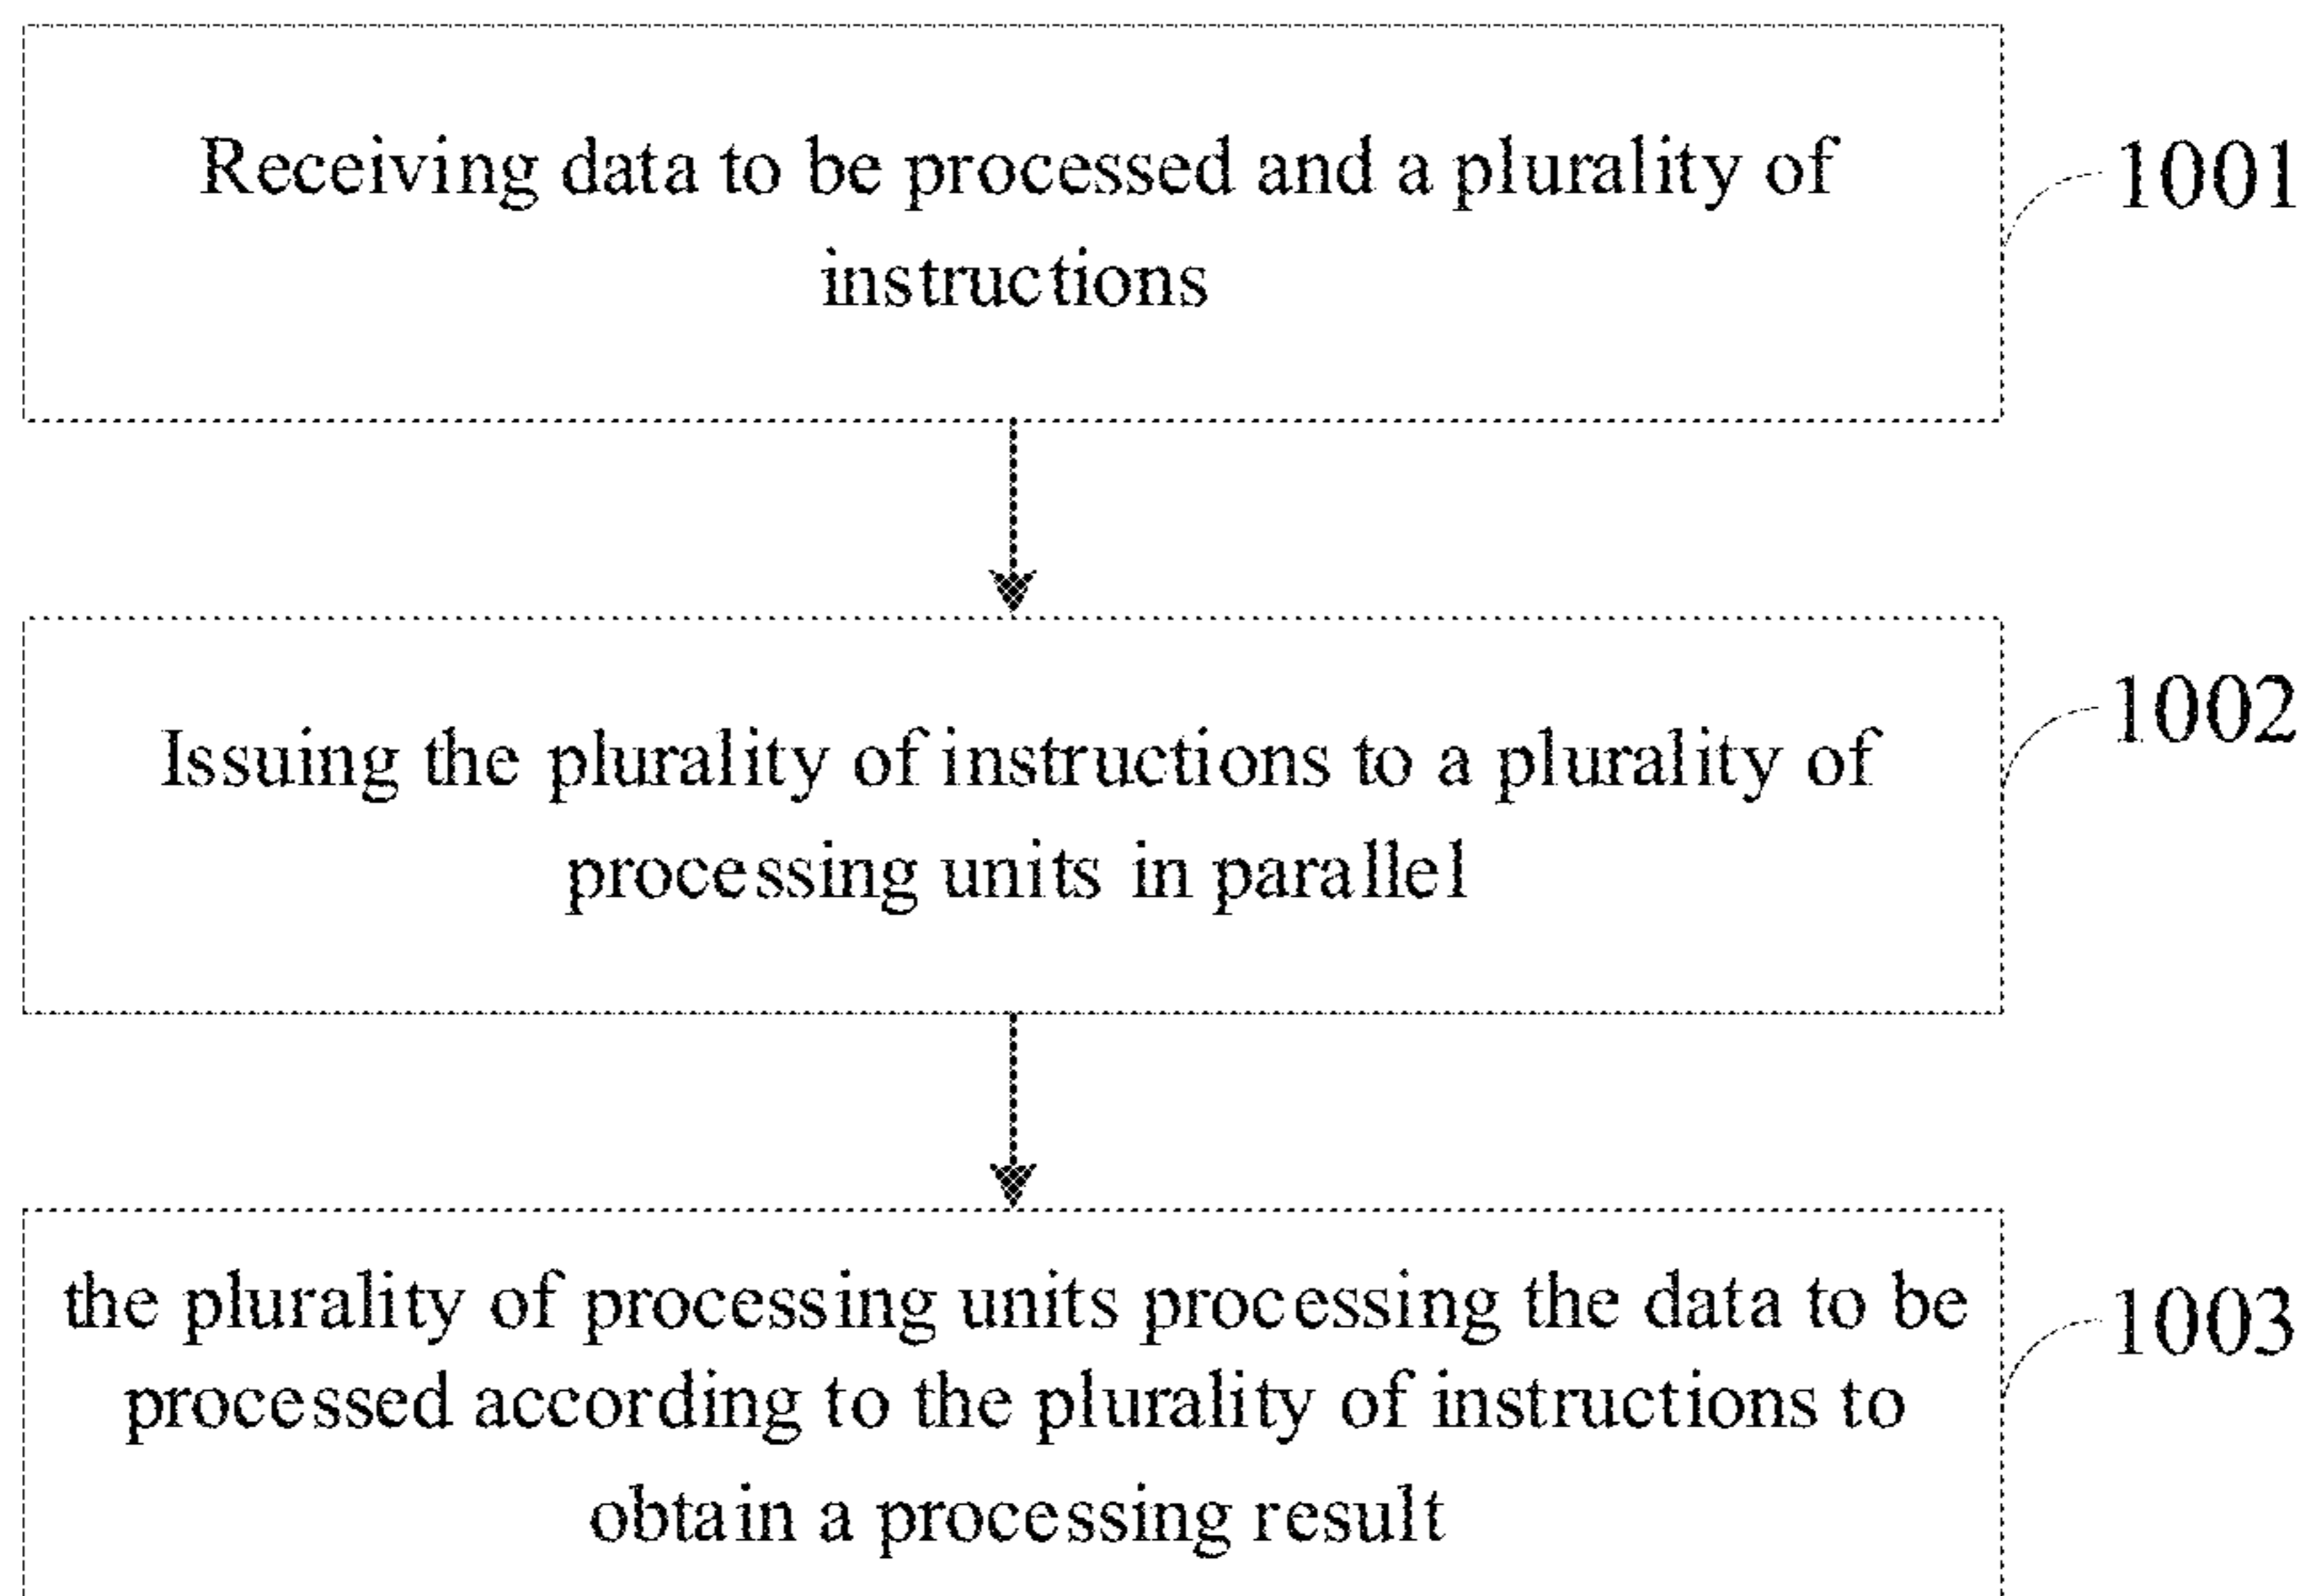 Receiving data to be processed and a plurality of
instructions
1001
Issuing the plurality of instructions to a plurality of
processing units in parallel
1002
the plurality of processing units processing the data to be
processed according to the plurality of instructions to
obtain a processing result
1003